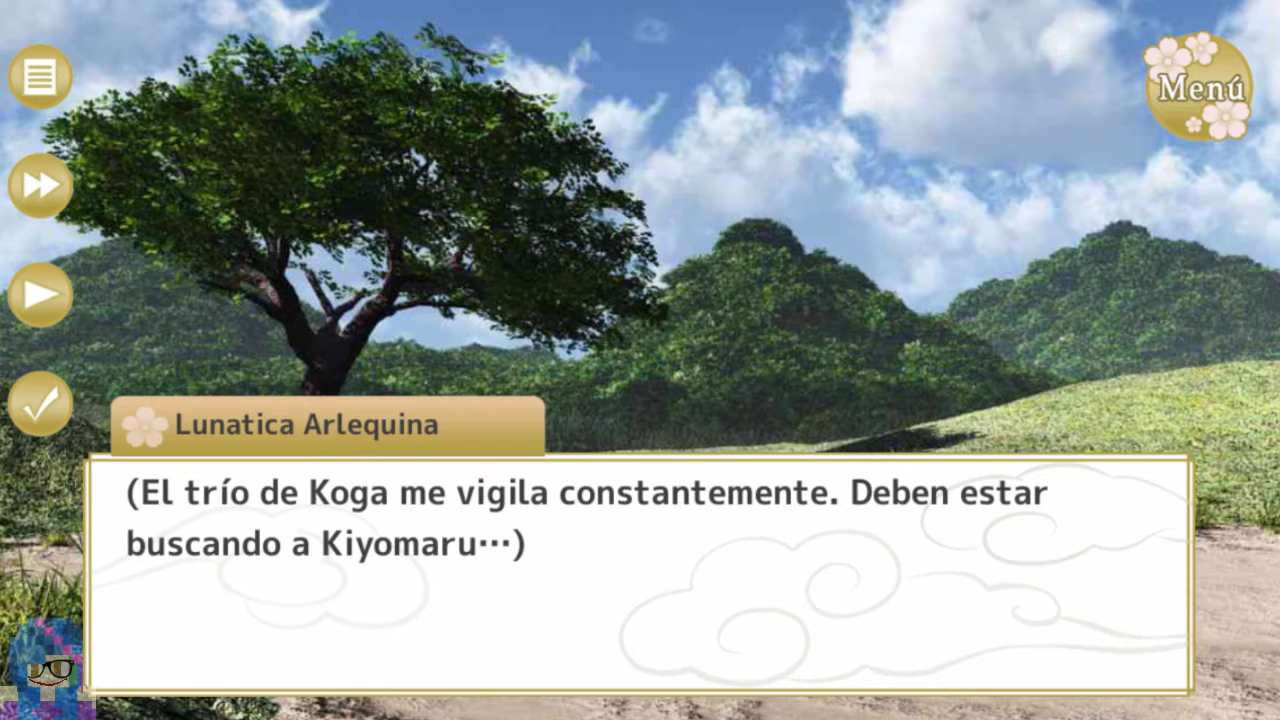 Menú
Lunatica Arlequina
(El trío de Koga me vigila constantemente. Deben estar
buscando a Kiyomaru…)